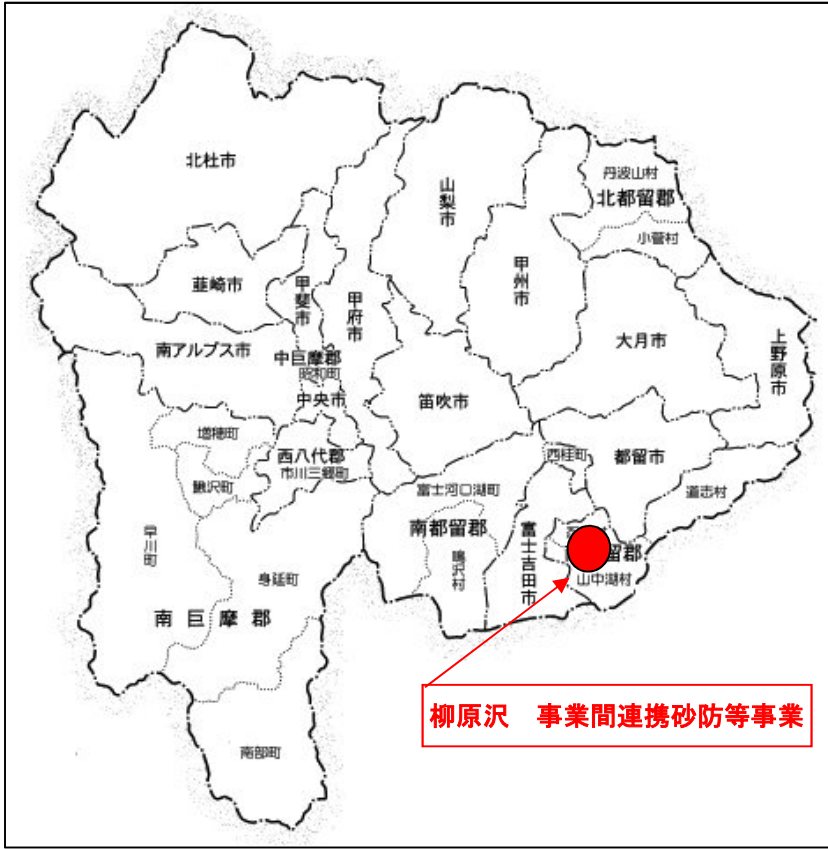 北杜市
丹波山村
北都留郡
小菅村
山梨市
甲州市
韮崎市
甲斐市
甲府市
大月市
上野原市
南アルプス市
中巨摩郡
昭和町
中央市
笛吹市
増穂町
西八代郡
市川三郷町
西桂町
都留市
鰍沢町
富士河口湖町
道志村
早川町
南都留郡
鳴沢村
富士吉田市
留郡
山中湖村
身延町
南巨摩郡
柳原沢 事業間連携砂防等事業
南部町